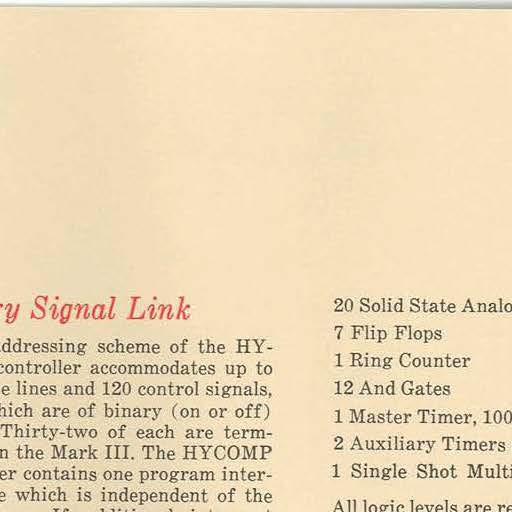 ry Signal Link
ddressing scheme of the HY-
controller accommodates up to
e lines and 120 control signals,
hich are of binary (on or off)
Thirty-two of each are term-
n the Mark III. The HYCOMP
er contains one program inter-
e which is independent of the
20 Solid State Analo
7 Flip Flops
1 Ring Counter
12 And Gates
1 Master Timer, 100
2 Auxiliary Timers
1 Single Shot Multi
All logic levels are re